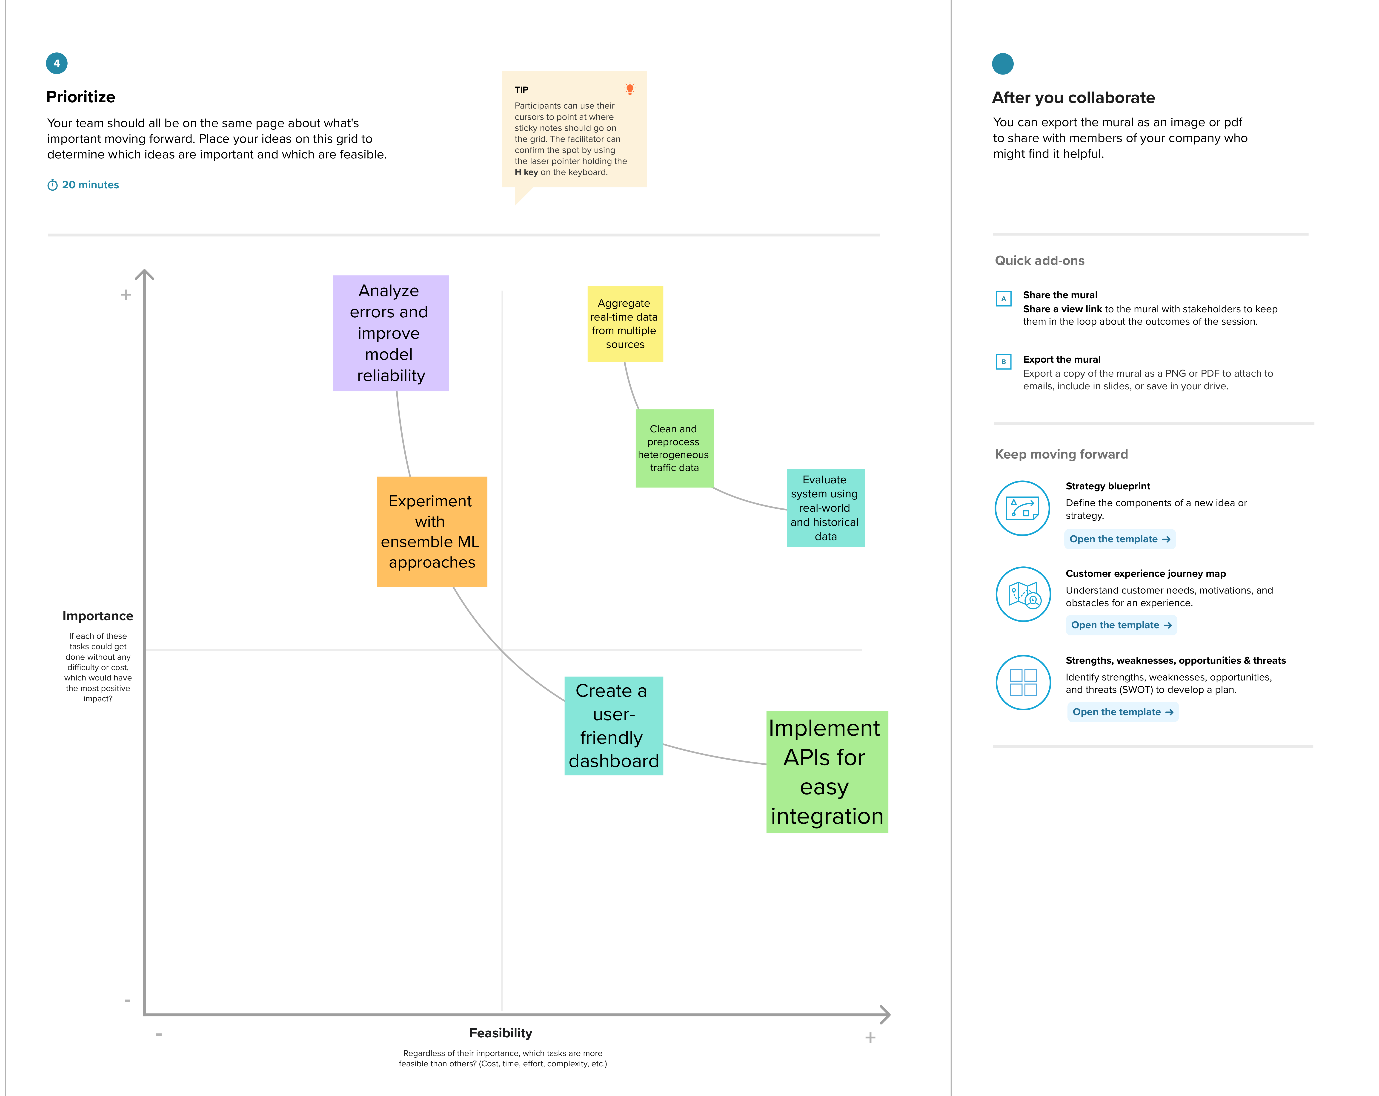 4
Prioritize
Your team should all be on the same page about what's
important moving forward. Place your ideas on this grid to
determine which ideas are important and which are feasible.
20 minutes
TIP
Participants can use their
cursors to point at where
sticky notes should go on
the grid. The facilitator can
confirm the spot by using
the laser pointer holding the
H key on the keyboard.
+
Analyze
errors and
improve
model
reliability
Aggregate
real-time data
from multiple
sources
Clean and
preprocess
heterogeneous
traffic data
Evaluate
system using
real-world
and historical
data
Experiment
with
ensemble ML
approaches
Importance
If each of these
tasks could get
done without any
difficulty or cost,
which would have
the most positive
impact?
Create a
user-
friendly
dashboard
Implement
APIs for
easy
integration
-
-
Feasibility
+
Regardless of their importance, which tasks are more
feasible than others? (Cost, time, effort, complexity, etc.)
After you collaborate
You can export the mural as an image or pdf
to share with members of your company who
might find it helpful.
Quick add-ons
A
Share the mural
Share a view link to the mural with stakeholders to keep
them in the loop about the outcomes of the session.
B
Export the mural
Export a copy of the mural as a PNG or PDF to attach to
emails, include in slides, or save in your drive.
Keep moving forward
Strategy blueprint
Define the components of a new idea or
strategy.
Open the template →
Customer experience journey map
Understand customer needs, motivations, and
obstacles for an experience.
Open the template →
Strengths, weaknesses, opportunities & threats
Identify strengths, weaknesses, opportunities,
and threats (SWOT) to develop a plan.
Open the template →